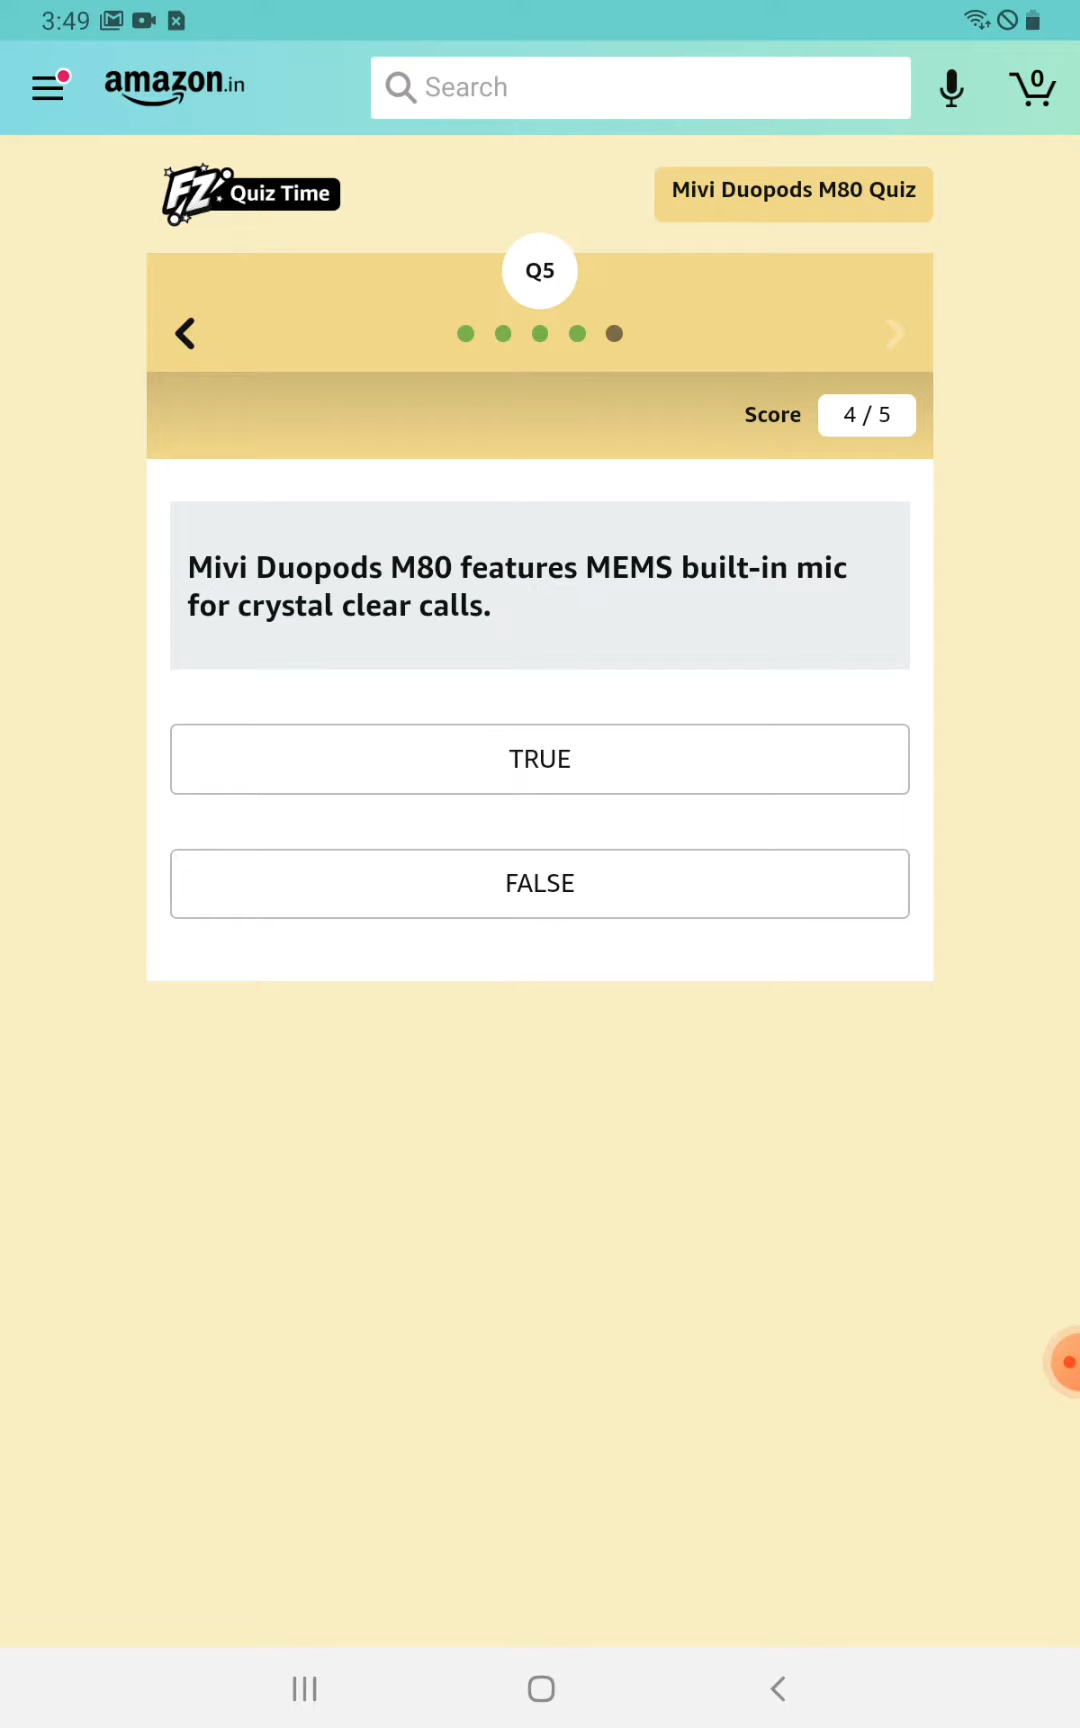 3:49
amazon.in
Search
0
FZ Quiz Time
Mivi Duopods M80 Quiz
Q5
Score 4 / 5
Mivi Duopods M80 features MEMS built-in mic
for crystal clear calls.
TRUE
FALSE